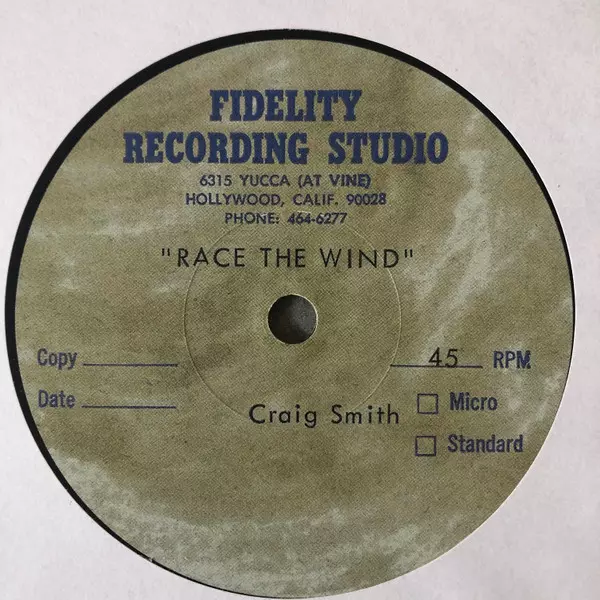 FIDELITY
RECORDING STUDIO
6315 YUCCA (AT VINE)
HOLLYWOOD, CALIF. 90028
PHONE: 464-6277
"RACE THE WIND"
Copy 45 RPM
Date Micro
Craig Smith
Standard